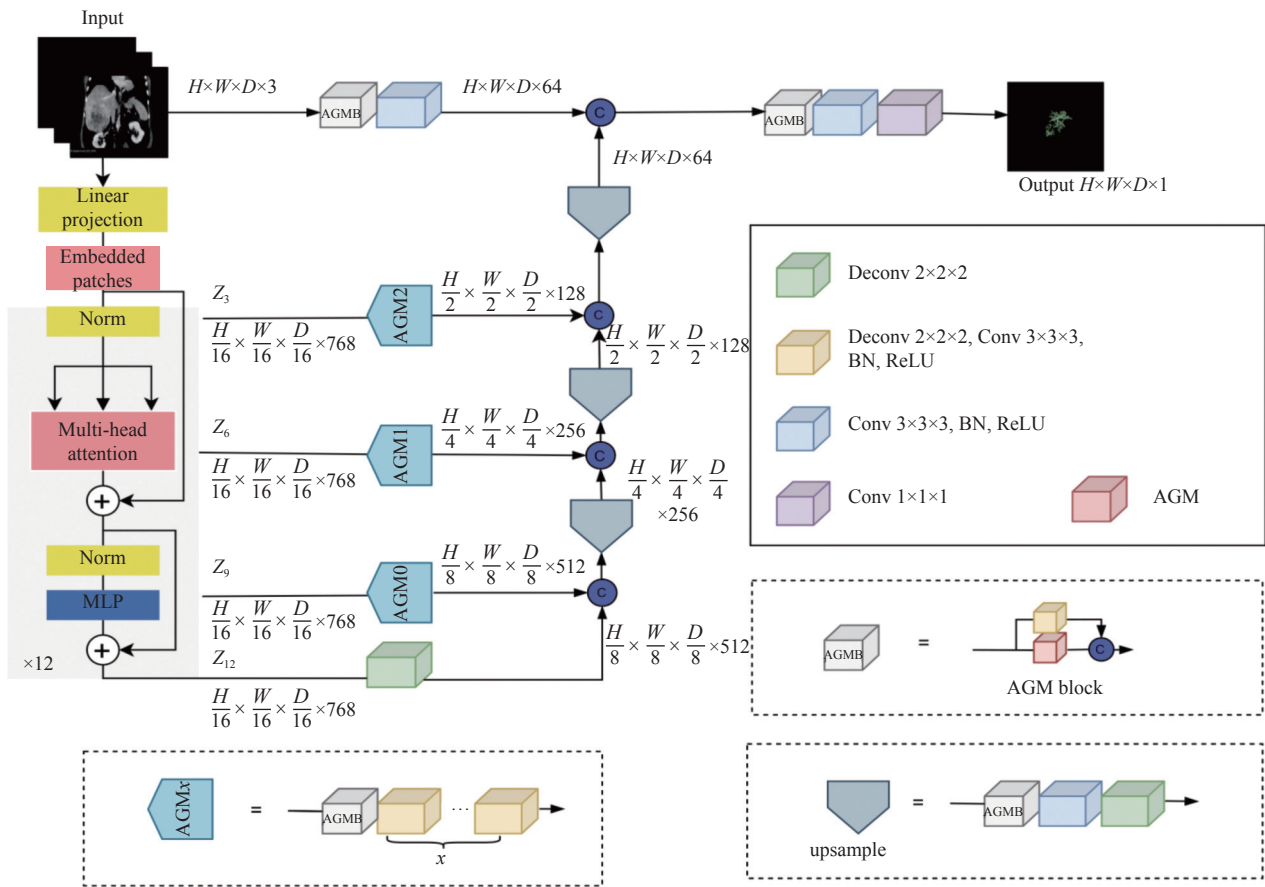 Input
H×W×D×3
AGMB
H×W×D×64
C
AGMB
H×W×D×64
Output H×W×D×1
Linear
projection
Embedded
patches
Norm
Multi-head
attention
+
Norm
MLP
+
×12
Z₃
H/16 × W/16 × D/16 ×768
AGM2
H/2 × W/2 × D/2 ×128
C
H/2 × W/2 × D/2 ×128
Z₆
H/16 × W/16 × D/16 ×768
AGM1
H/4 × W/4 × D/4 ×256
C
H/4 × W/4 × D/4
×256
Z₉
H/16 × W/16 × D/16 ×768
AGM0
H/8 × W/8 × D/8 ×512
C
H/8 × W/8 × D/8 ×512
Z₁₂
H/16 × W/16 × D/16 ×768
Deconv 2×2×2
Deconv 2×2×2, Conv 3×3×3,
BN, ReLU
Conv 3×3×3, BN, ReLU
Conv 1×1×1
AGM
AGMB
=
C
AGM block
AGMx
=
AGMB
...
x
upsample
=
AGMB